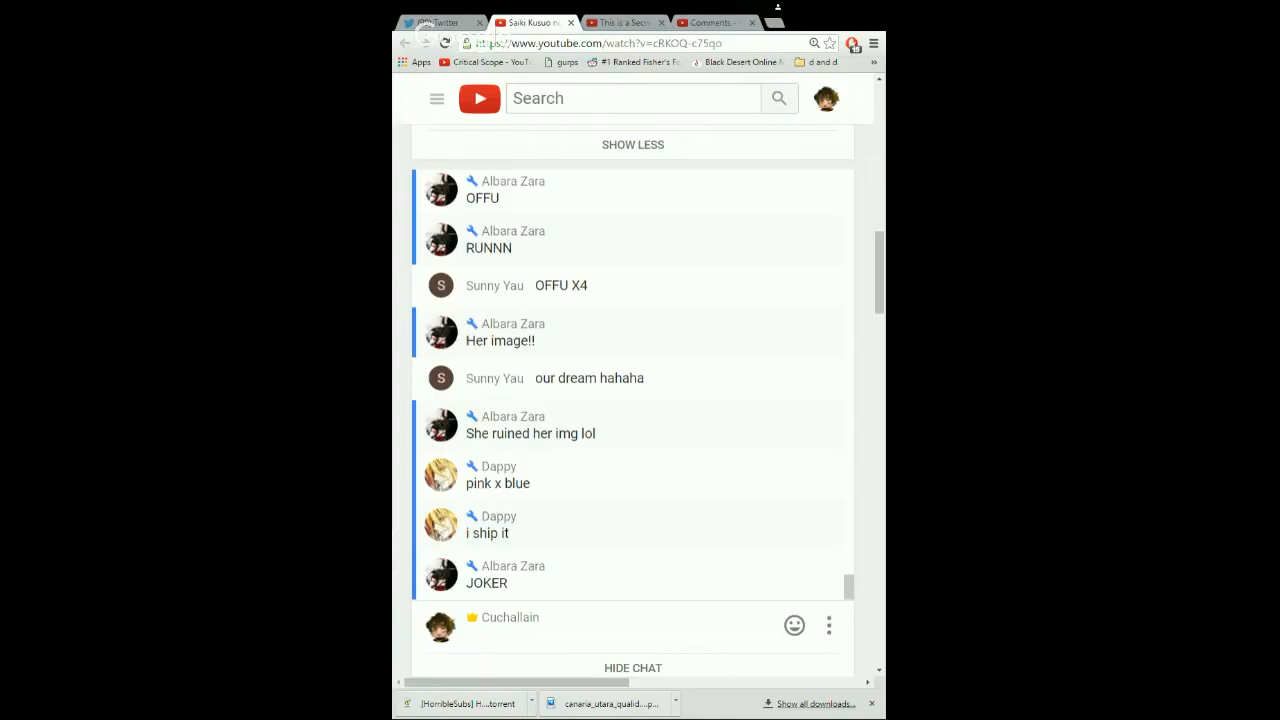 Twitter
Saiki Kusuo n
This is a Secre
Comments -
https://www.youtube.com/watch?v=cRKOQ-c75qo
Apps
Critical Scope - YouTu
gurps
#1 Ranked Fisher's Fi
Black Desert Online
d and d
»
Search
SHOW LESS
Albara Zara
OFFU
Albara Zara
RUNNN
S Sunny Yau OFFU X4
Albara Zara
Her image!!
S Sunny Yau our dream hahaha
Albara Zara
She ruined her img lol
Dappy
pink x blue
Dappy
i ship it
Albara Zara
JOKER
Cuchallain
HIDE CHAT
[HorribleSubs] H....torrent
canaria_utara_qualid....p...
Show all downloads...